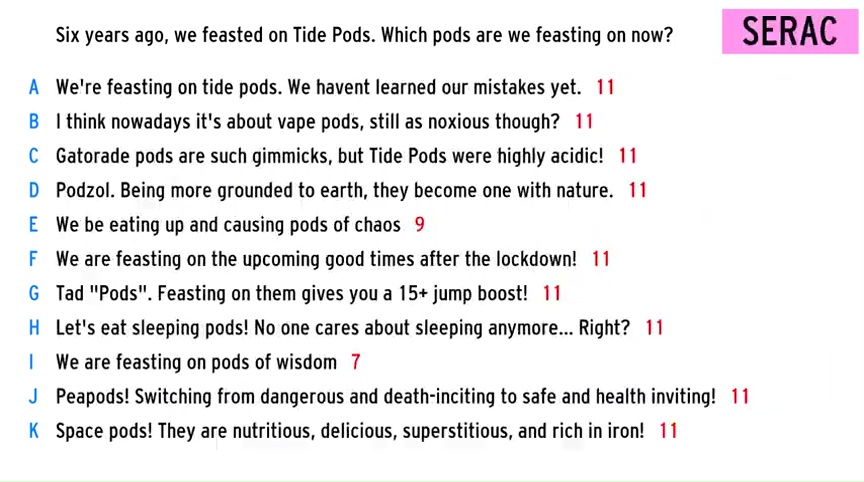 Six years ago, we feasted on Tide Pods. Which pods are we feasting on now?
SERAC
A We're feasting on tide pods. We havent learned our mistakes yet. 11
B I think nowadays it's about vape pods, still as noxious though? 11
C Gatorade pods are such gimmicks, but Tide Pods were highly acidic! 11
D Podzol. Being more grounded to earth, they become one with nature. 11
E We be eating up and causing pods of chaos 9
F We are feasting on the upcoming good times after the lockdown! 11
G Tad "Pods". Feasting on them gives you a 15+ jump boost! 11
H Let's eat sleeping pods! No one cares about sleeping anymore... Right? 11
I We are feasting on pods of wisdom 7
J Peapods! Switching from dangerous and death-inciting to safe and health inviting! 11
K Space pods! They are nutritious, delicious, superstitious, and rich in iron! 11